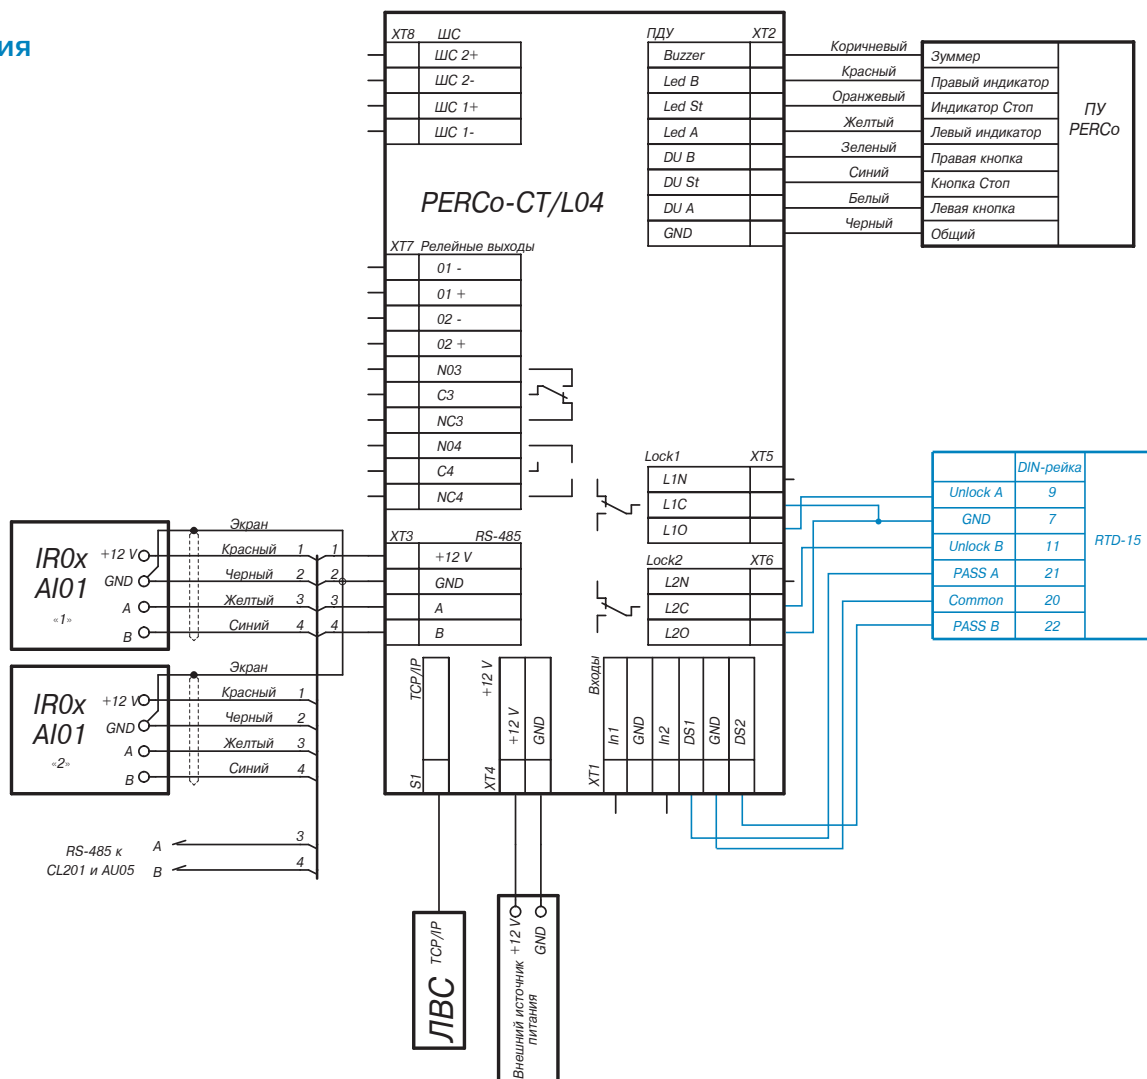 ия
XT8 ШС
ШС 2+
ШС 2-
ШС 1+
ШС 1-
ПДУ XT2
Buzzer
Led B
Led St
Led A
DU B
DU St
DU A
GND
Коричневый
Красный
Оранжевый
Желтый
Зеленый
Синий
Белый
Черный
Зуммер
Правый индикатор
Индикатор Стоп
Левый индикатор
Правая кнопка
Кнопка Стоп
Левая кнопка
Общий
ПУ
PERCo
PERCo-CT/L04
XT7 Релейные выходы
01 -
01 +
02 -
02 +
N03
C3
NC3
N04
C4
NC4
Lock1 XT5
L1N
L1C
L1O
Lock2 XT6
L2N
L2C
L2O
DIN-рейка
Unlock A 9
GND 7
Unlock B 11
PASS A 21
Common 20
PASS B 22
RTD-15
XT3 RS-485
+12 V
GND
A
B
IR0x
AI01
«1»
+12 V
GND
A
B
Экран
Красный 1 1
Черный 2 2
Желтый 3 3
Синий 4 4
IR0x
AI01
«2»
+12 V
GND
A
B
Экран
Красный 1
Черный 2
Желтый 3
Синий 4
RS-485 к
CL201 и AU05
A 3
B 4
S1 TCP/IP
XT4 +12 V
+12 V
GND
XT1 Входы
In1
GND
In2
DS1
GND
DS2
ЛВС TCP/IP
Внешний источник
питания
+12 V
GND